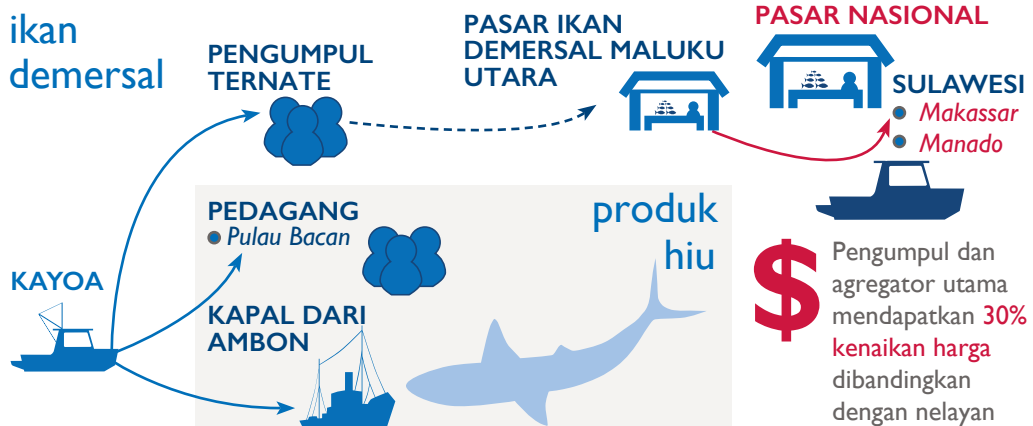 ikan
demersal
PENGUMPUL
TERNATE
PASAR IKAN
DEMERSAL MALUKU
UTARA
PASAR NASIONAL
SULAWESI
Makassar
Manado
KAYOA
PEDAGANG
Pulau Bacan
KAPAL DARI
AMBON
produk
hiu
$
Pengumpul dan
agregator utama
mendapatkan 30%
kenaikan harga
dibandingkan
dengan nelayan